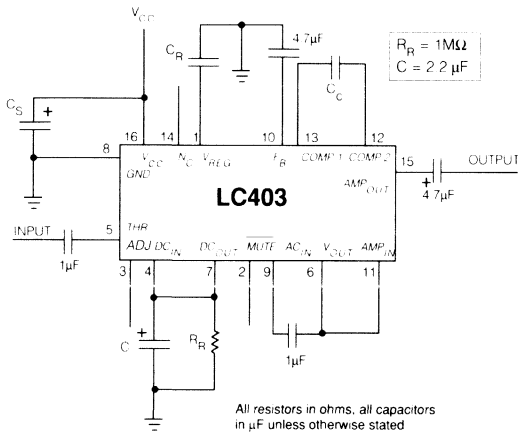 V_CC
C_R
4.7µF
R_R = 1MΩ
C = 2.2 µF
C_C
C_S +
16 14 1 10 13 12
8
V_CC N_C V_REG F_B. COMP 1 COMP 2
GND
15
OUTPUT
AMP_OUT
+
4.7µF
LC403
INPUT
5
1µF
THR
ADJ DC_IN DC_OUT MUTE AC_IN V_OUT AMP_IN
3 4 7 2 9 6 11
+
C
R_R
1µF
All resistors in ohms, all capacitors
in µF unless otherwise stated